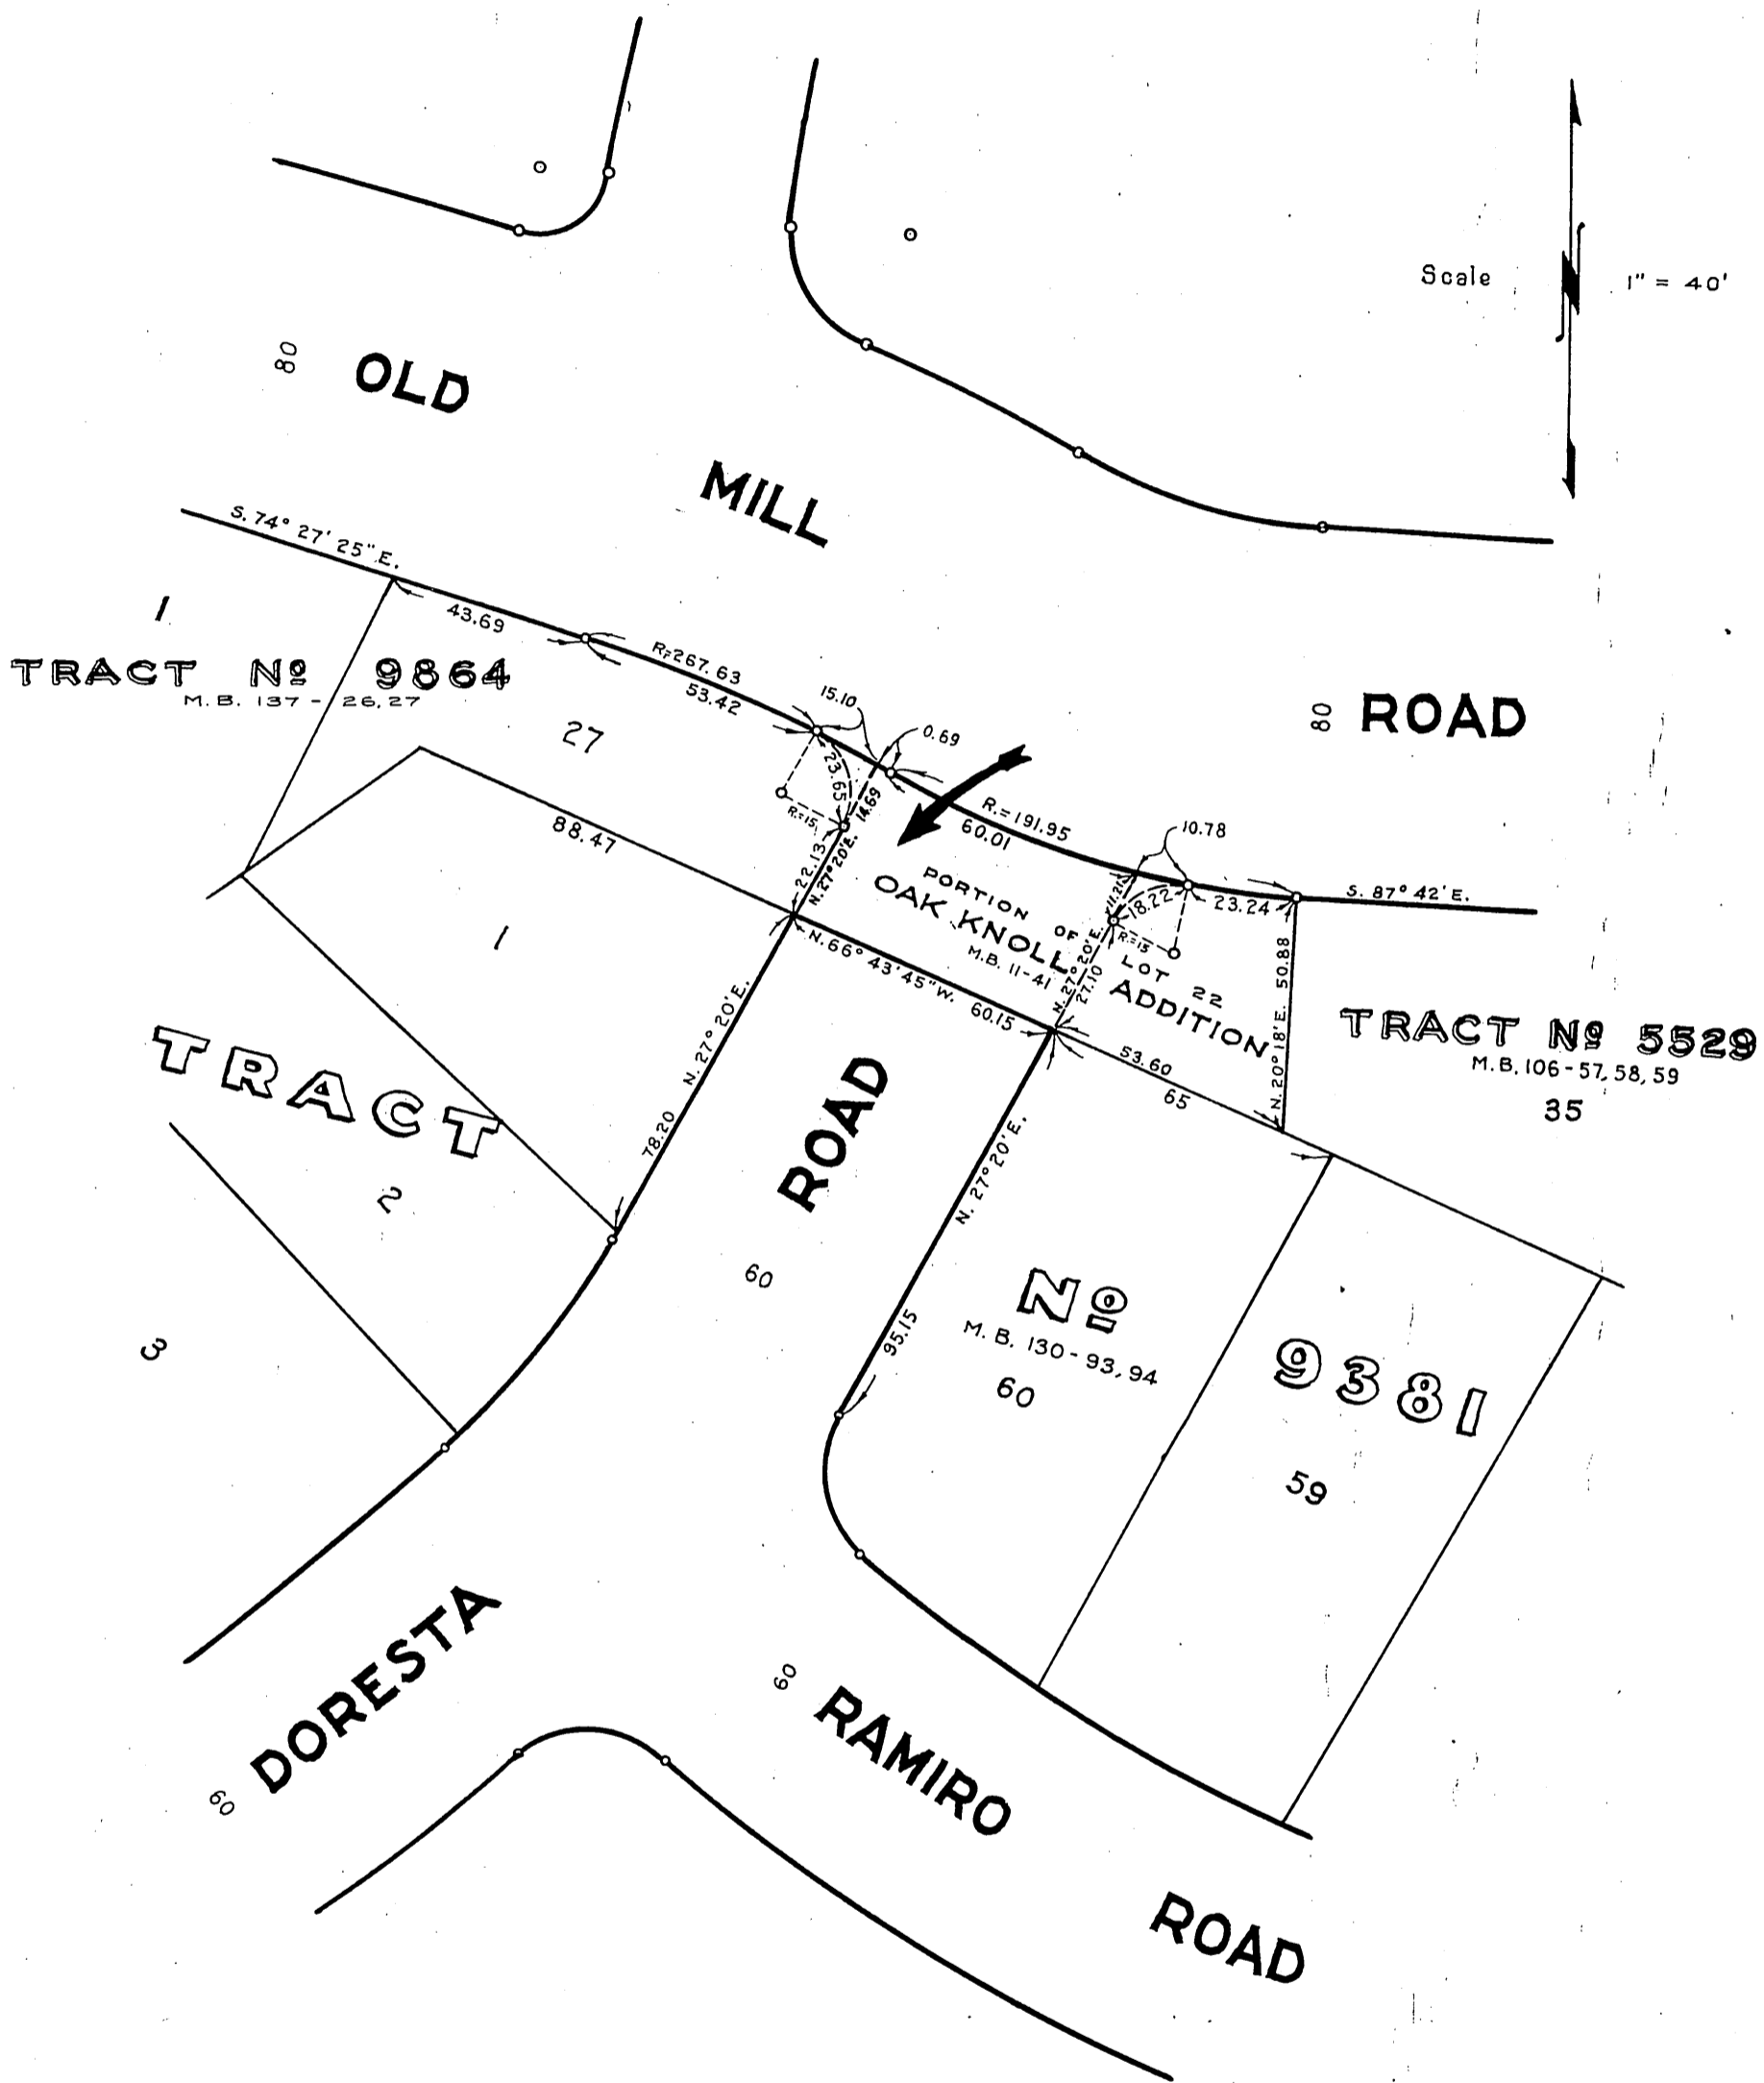 Scale 1" = 40'
80
OLD
MILL
80 ROAD
S. 74° 27' 25" E.
43.69
R=267.63
53.42
15.10
0.69
1
TRACT Nº 9864
M.B. 137 - 26,27
27
88.47
23.65
R=15
22.13
14.69
N. 27° 20' E.
R.=191.95
60.01
10.78
PORTION OF LOT 22
OAK KNOLL ADDITION
M.B. 11-41
11.21
18.22
R=15
23.24
S. 87° 42' E.
N. 27° 20' E.
27.10
N. 66° 43' 45" W. 60.15
N. 20° 18' E. 50.88
TRACT Nº 5529
M.B. 106-57, 58, 59
35
53.60
65
1
N. 27° 20' E.
78.20
TRACT
2
3
ROAD
60
N. 27° 20' E.
95.15
Nº
M. B. 130 - 93, 94
60
9381
59
DORESTA
60
60
RAMIRO
ROAD